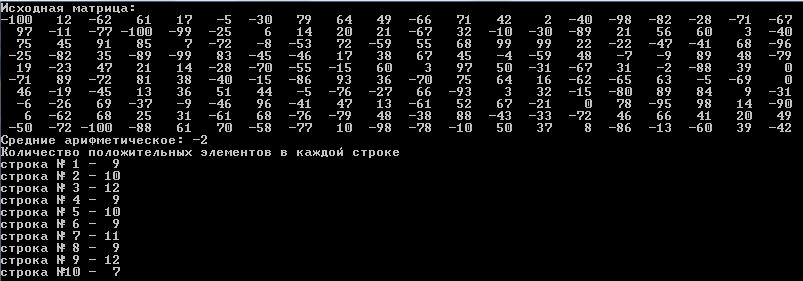 Исходная матрица:
-100 12 -62 61 17 -5 -30 79 64 49 -66 71 42 2 -40 -98 -82 -28 -71 -67
97 -11 -77 -100 -99 -25 6 14 20 21 -67 32 -10 -30 -89 21 56 60 3 -40
75 45 91 85 7 -72 -8 -53 72 -59 55 68 99 99 22 -22 -47 -41 68 -96
-25 -82 35 -89 -99 83 -45 -46 17 38 67 45 -4 -59 48 -7 -9 89 48 -79
19 -23 47 21 14 -28 -70 -55 -15 60 3 97 50 -31 -67 31 -2 -88 39 0
-71 89 -72 81 38 -40 -15 -86 93 36 -70 75 64 16 -62 -65 63 -5 -69 0
46 -19 -45 13 36 51 44 -5 -76 -27 66 -93 3 32 -15 -80 89 84 9 -31
-6 -26 69 -37 -9 -46 96 -41 47 13 -61 52 67 -21 0 78 -95 98 14 -90
6 -62 68 25 31 -61 68 -76 -79 48 -38 88 -43 -33 -72 46 66 41 20 49
-50 -72 -100 -88 61 70 -58 -77 10 -98 -78 -10 50 37 8 -86 -13 -60 39 -42
Средние арифметическое: -2
Количество положительных элементов в каждой строке
строка № 1 - 9
строка № 2 - 10
строка № 3 - 12
строка № 4 - 9
строка № 5 - 10
строка № 6 - 9
строка № 7 - 11
строка № 8 - 9
строка № 9 - 12
строка №10 - 7